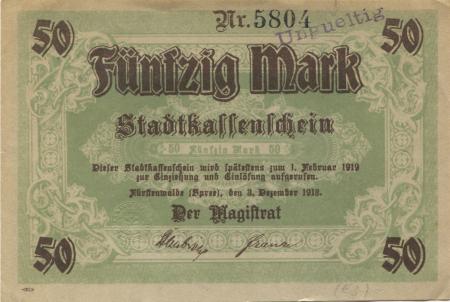 50 Nr. 5804 50
Ungueltig
Fünfzig Mark
Stadtkassenschein
50 Fünfzig Mark 50
Dieser Stadtkassenschein wird spätestens zum 1. Februar 1919
zur Einziehung und Einlösung aufgerufen.
Fürstenwalde (Spree), den 3. Dezember 1918.
Der Magistrat
50 50